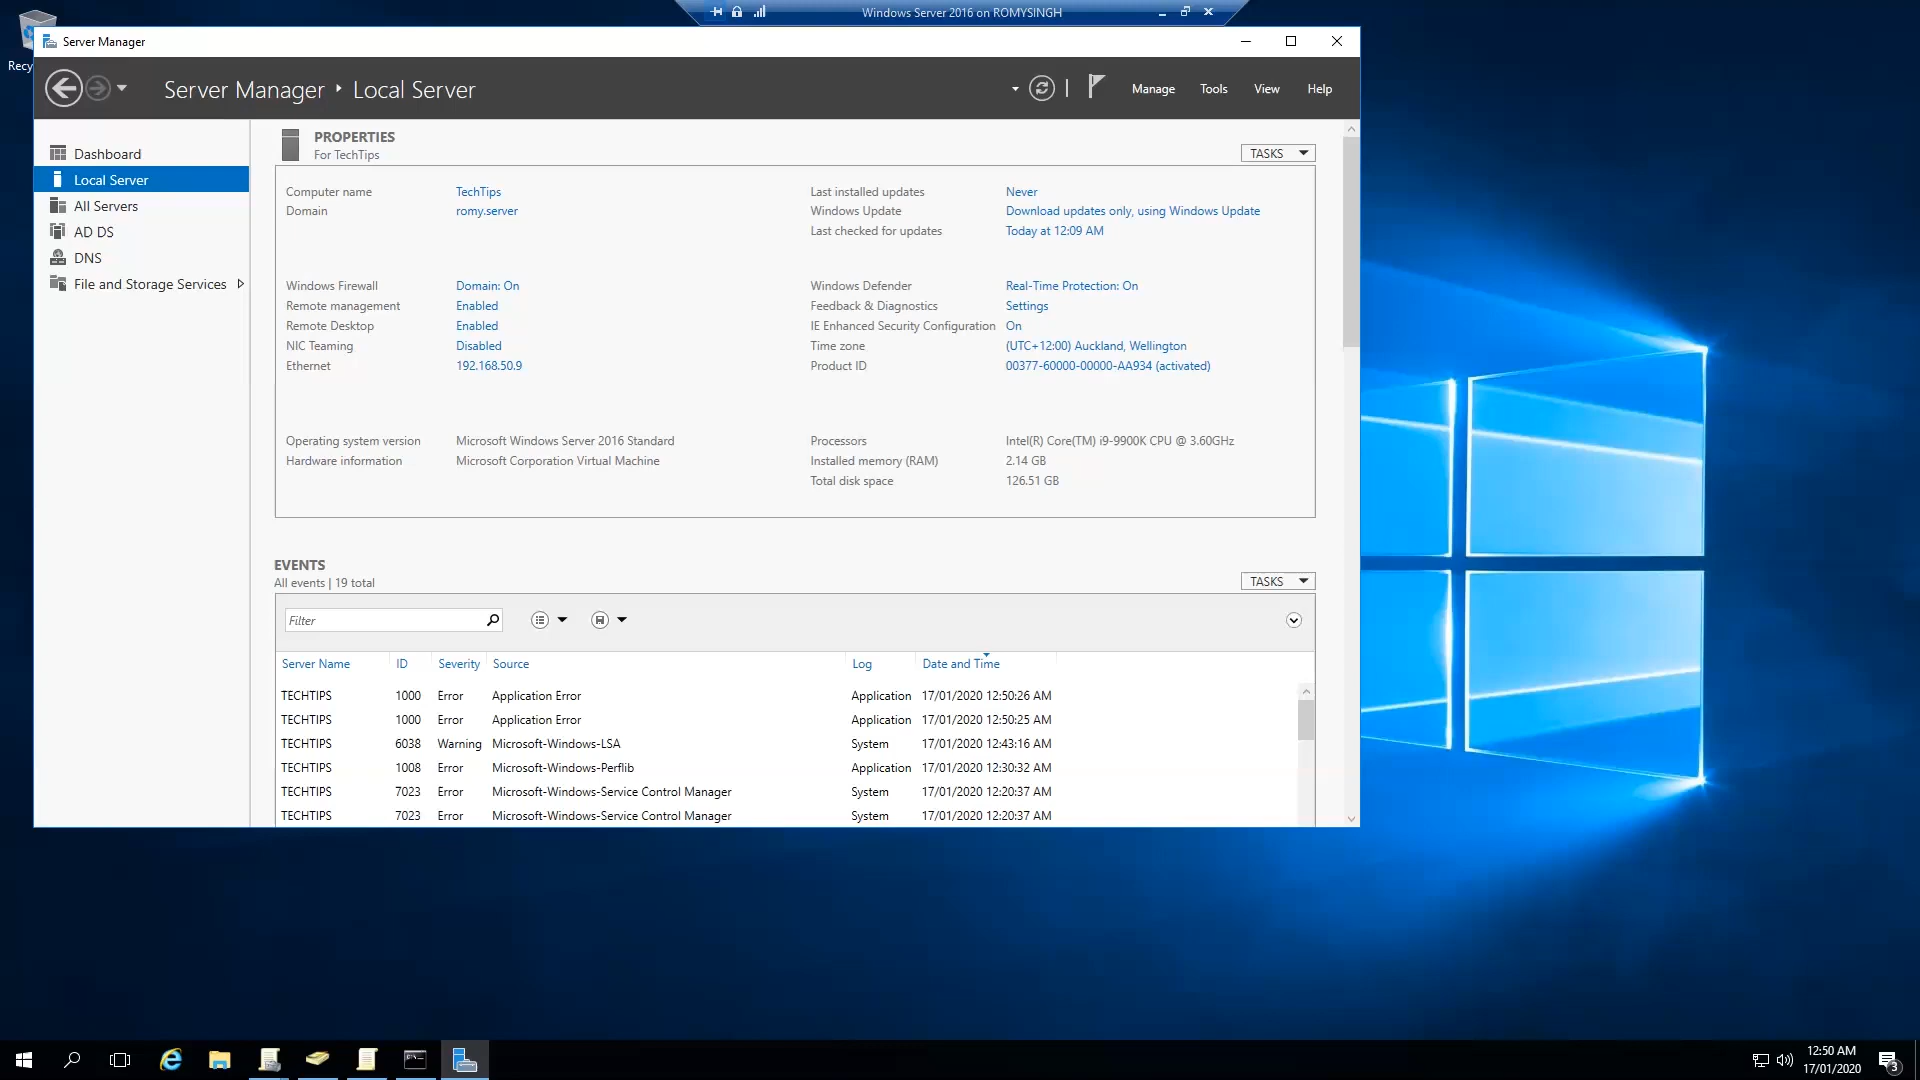 Windows Server 2016 on ROMYSINGH
Recy
Server Manager
Server Manager Local Server
Manage Tools View Help
Dashboard
Local Server
All Servers
AD DS
DNS
File and Storage Services
PROPERTIES
For TechTips
TASKS
Computer name TechTips
Domain romy.server
Last installed updates Never
Windows Update Download updates only, using Windows Update
Last checked for updates Today at 12:09 AM
Windows Firewall Domain: On
Remote management Enabled
Remote Desktop Enabled
NIC Teaming Disabled
Ethernet 192.168.50.9
Windows Defender Real-Time Protection: On
Feedback & Diagnostics Settings
IE Enhanced Security Configuration On
Time zone (UTC+12:00) Auckland, Wellington
Product ID 00377-60000-00000-AA934 (activated)
Operating system version Microsoft Windows Server 2016 Standard
Hardware information Microsoft Corporation Virtual Machine
Processors Intel(R) Core(TM) i9-9900K CPU @ 3.60GHz
Installed memory (RAM) 2.14 GB
Total disk space 126.51 GB
EVENTS
All events | 19 total
TASKS
Filter
Server Name ID Severity Source Log Date and Time
TECHTIPS 1000 Error Application Error Application 17/01/2020 12:50:26 AM
TECHTIPS 1000 Error Application Error Application 17/01/2020 12:50:25 AM
TECHTIPS 6038 Warning Microsoft-Windows-LSA System 17/01/2020 12:43:16 AM
TECHTIPS 1008 Error Microsoft-Windows-Perflib Application 17/01/2020 12:30:32 AM
TECHTIPS 7023 Error Microsoft-Windows-Service Control Manager System 17/01/2020 12:20:37 AM
TECHTIPS 7023 Error Microsoft-Windows-Service Control Manager System 17/01/2020 12:20:37 AM
12:50 AM
17/01/2020
3